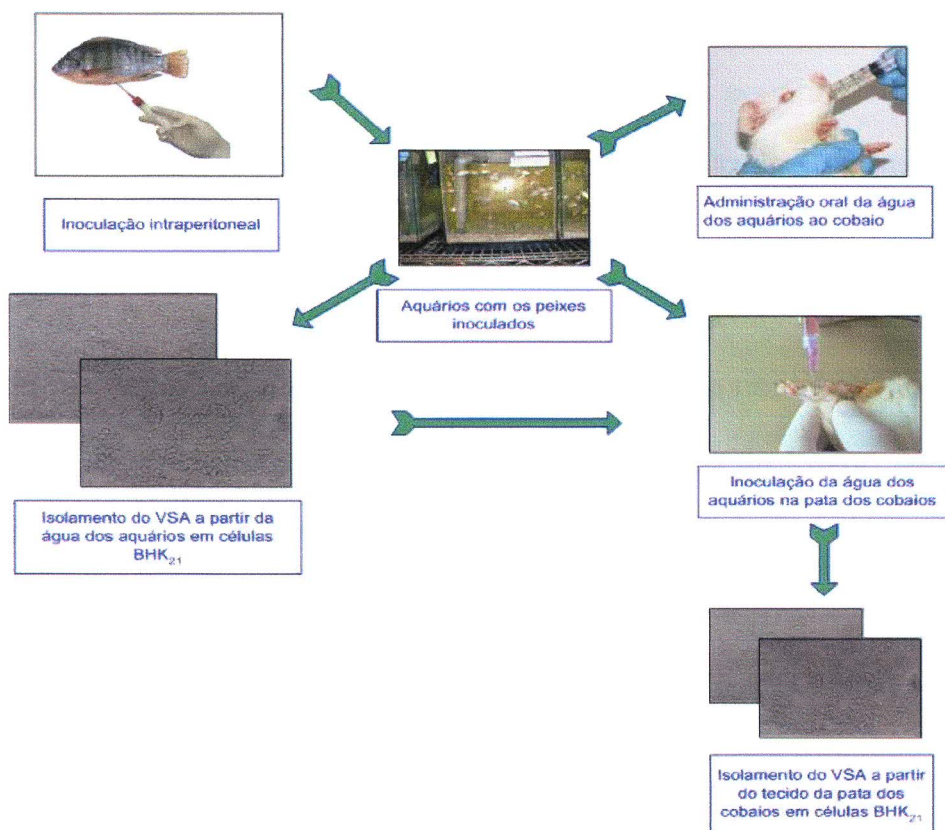 Inoculação intraperitoneal
Administração oral da água
dos aquários ao cobaio
Aquários com os peixes
inoculados
Inoculação da água dos
aquários na pata dos cobaios
Isolamento do VSA a partir da
água dos aquários em células
BHK₂₁
Isolamento do VSA a partir
do tecido da pata dos
cobaios em células BHK₂₁